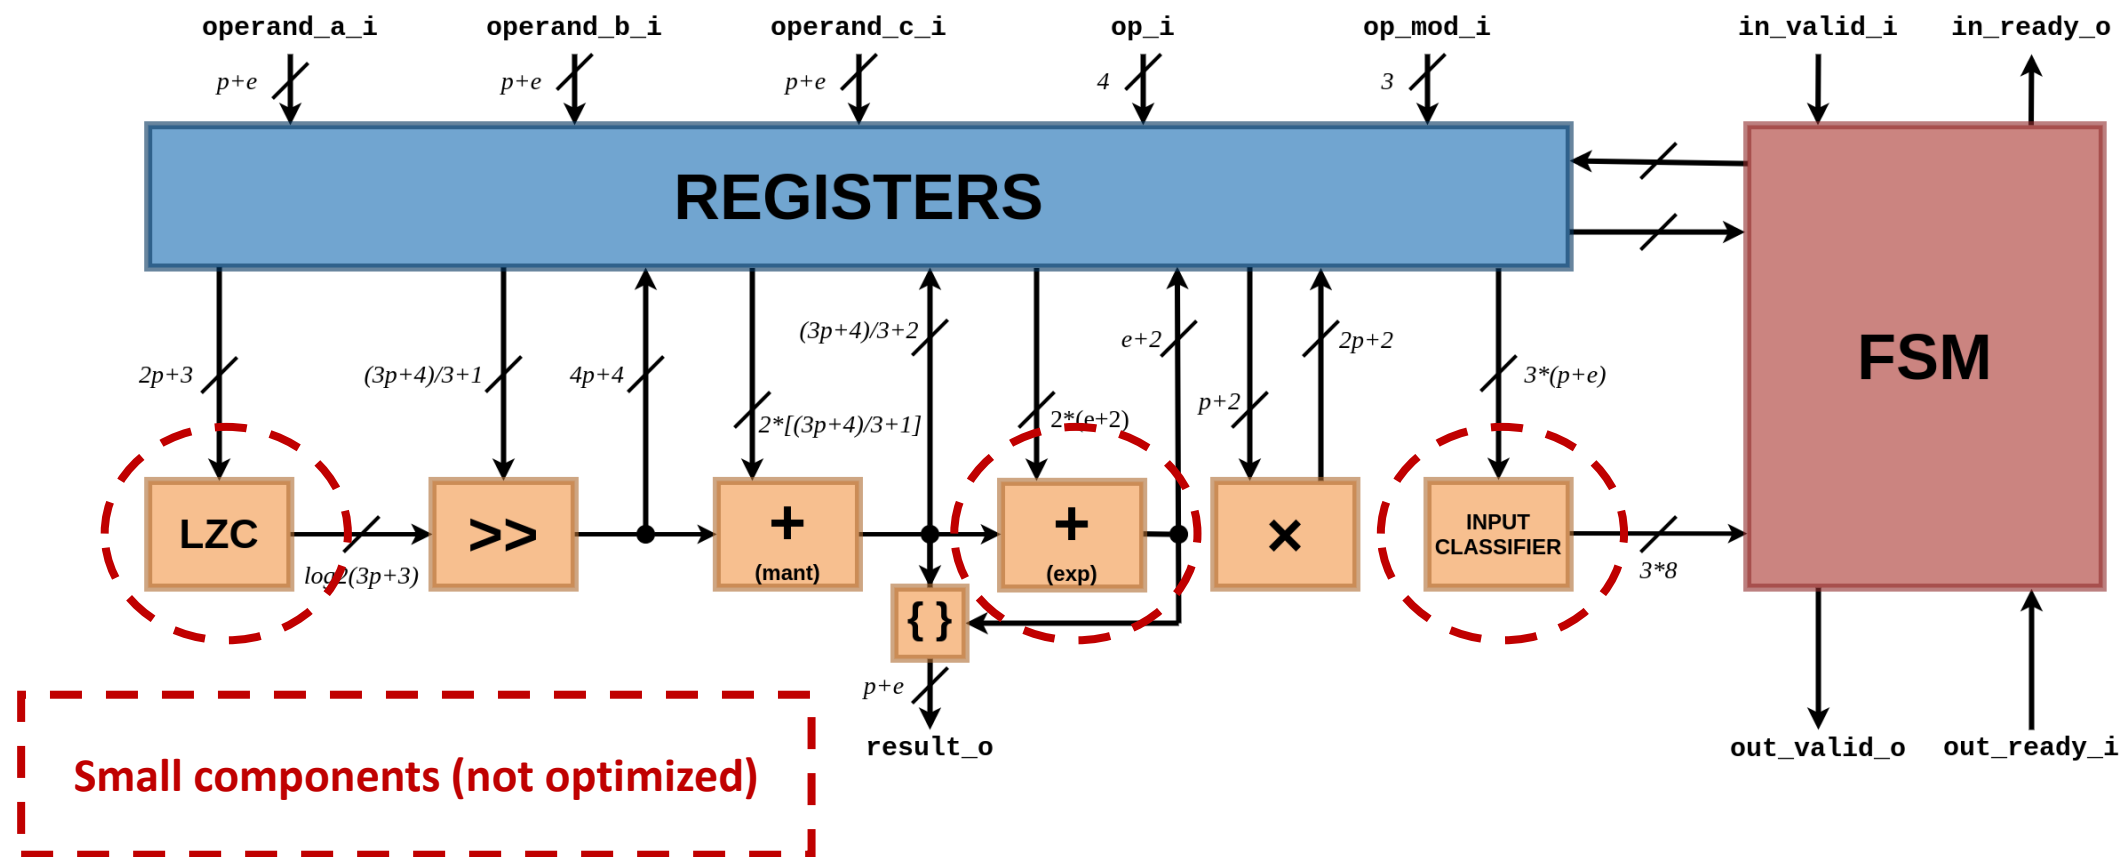 operand_a_i
operand_b_i
operand_c_i
op_i
op_mod_i
in_valid_i
in_ready_o
p+e
p+e
p+e
4
3
REGISTERS
FSM
2p+3
(3p+4)/3+1
4p+4
2*[(3p+4)/3+1]
(3p+4)/3+2
2*(e+2)
e+2
p+2
2p+2
3*(p+e)
LZC
log2(3p+3)
>>
+
(mant)
+
(exp)
×
INPUT
CLASSIFIER
3*8
{ }
p+e
result_o
out_valid_o
out_ready_i
Small components (not optimized)